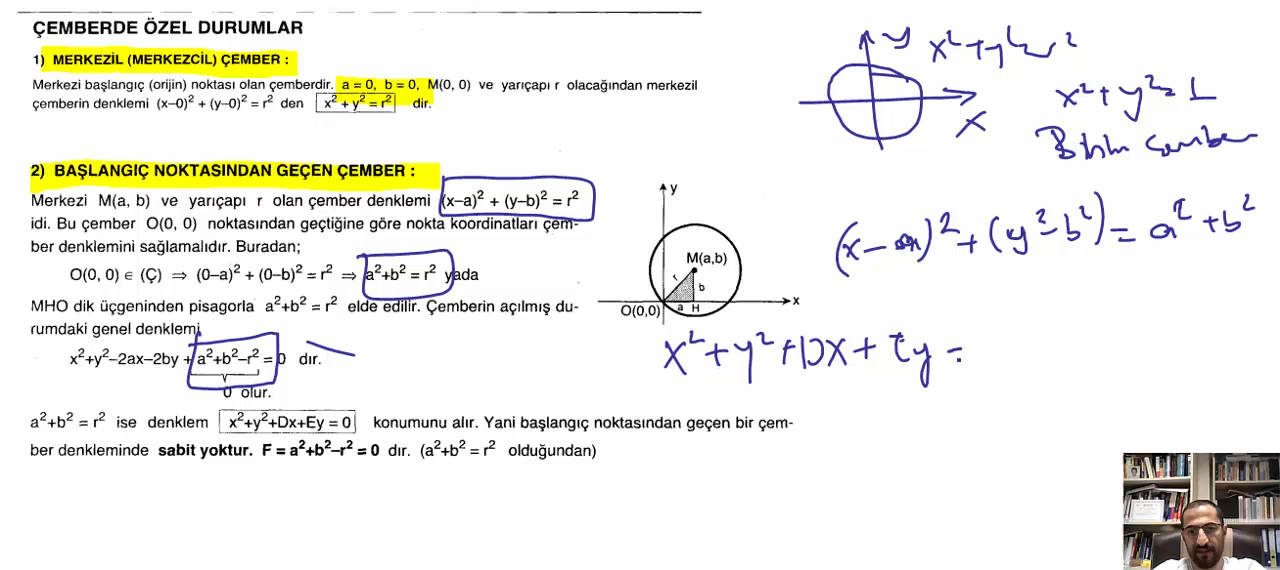 ÇEMBERDE ÖZEL DURUMLAR
1) MERKEZİL (MERKEZCİL) ÇEMBER :
Merkezi başlangıç (orijin) noktası olan çemberdir. a = 0, b = 0, M(0, 0) ve yarıçapı r olacağından merkezil
çemberin denklemi (x–0)² + (y–0)² = r² den x² + y² = r² dir.
y x²+y²=r²
x
x²+y²=1
Birim çember
2) BAŞLANGIÇ NOKTASINDAN GEÇEN ÇEMBER :
Merkezi M(a, b) ve yarıçapı r olan çember denklemi (x–a)² + (y–b)² = r²
idi. Bu çember O(0, 0) noktasından geçtiğine göre nokta koordinatları çem-
ber denklemini sağlamalıdır. Buradan;
O(0, 0) ∈ (Ç) ⇒ (0–a)² + (0–b)² = r² ⇒ a²+b² = r² yada
MHO dik üçgeninden pisagorla a²+b² = r² elde edilir. Çemberin açılmış du-
rumdaki genel denklemi
x²+y²–2ax–2by + a²+b²–r² = 0 dır.
0 olur.
y
M(a,b)
r
b
a H
O(0,0)
x
(x–a)²+(y²–b²)=a²+b²
x²+y²+Dx+Ey =
a²+b² = r² ise denklem x²+y²+Dx+Ey = 0 konumunu alır. Yani başlangıç noktasından geçen bir çem-
ber denkleminde sabit yoktur. F = a²+b²–r² = 0 dır. (a²+b² = r² olduğundan)